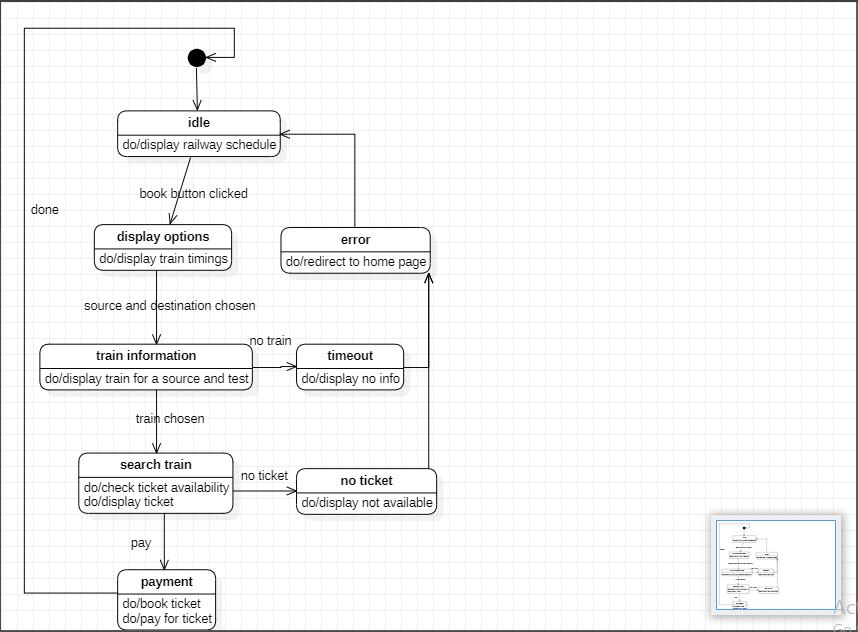 idle
do/display railway schedule
book button clicked
done
display options
do/display train timings
error
do/redirect to home page
source and destination chosen
no train
train information
do/display train for a source and test
timeout
do/display no info
train chosen
search train
do/check ticket availability
do/display ticket
no ticket
no ticket
do/display not available
pay
payment
do/book ticket
do/pay for ticket